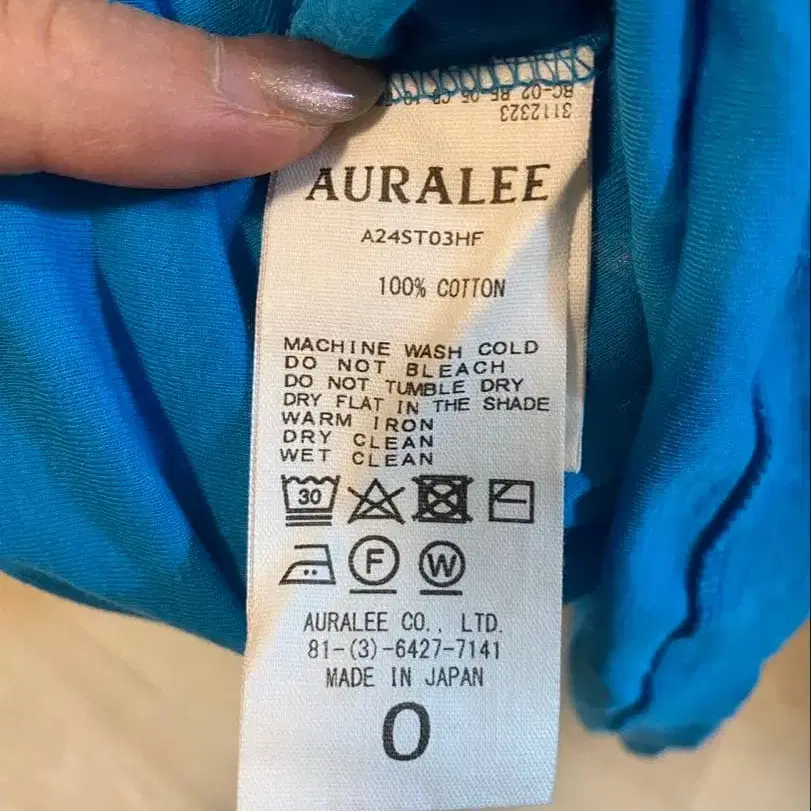 3112323
AURALEE
A24ST03HF
100% COTTON
MACHINE WASH COLD
DO NOT BLEACH
DO NOT TUMBLE DRY
DRY FLAT IN THE SHADE
WARM IRON
DRY CLEAN
WET CLEAN
30
F W
AURALEE CO., LTD.
81-(3)-6427-7141
MADE IN JAPAN
0